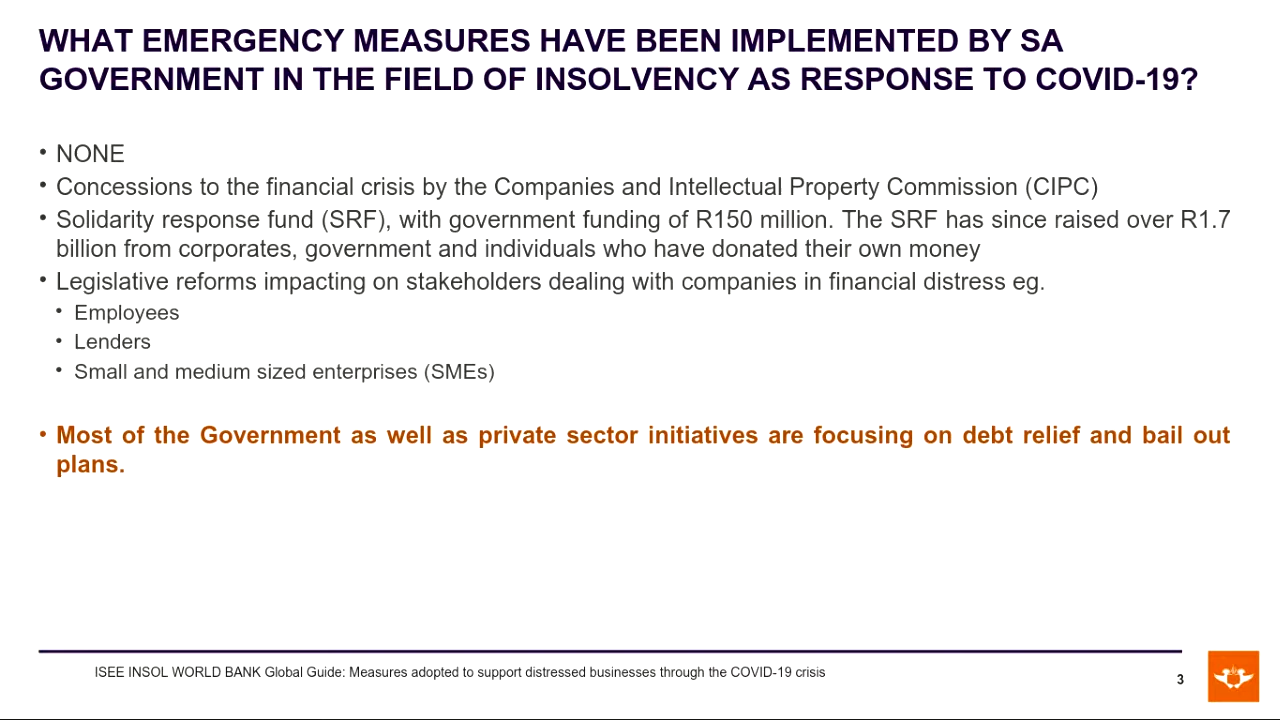 WHAT EMERGENCY MEASURES HAVE BEEN IMPLEMENTED BY SA
GOVERNMENT IN THE FIELD OF INSOLVENCY AS RESPONSE TO COVID-19?
• NONE
• Concessions to the financial crisis by the Companies and Intellectual Property Commission (CIPC)
• Solidarity response fund (SRF), with government funding of R150 million. The SRF has since raised over R1.7
billion from corporates, government and individuals who have donated their own money
• Legislative reforms impacting on stakeholders dealing with companies in financial distress eg.
• Employees
• Lenders
• Small and medium sized enterprises (SMEs)
• Most of the Government as well as private sector initiatives are focusing on debt relief and bail out
plans.
ISEE INSOL WORLD BANK Global Guide: Measures adopted to support distressed businesses through the COVID-19 crisis
3